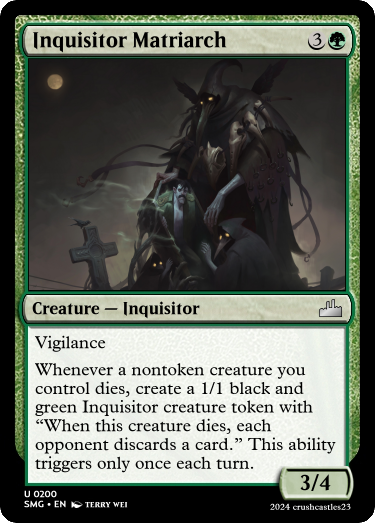 Inquisitor Matriarch 3
Creature — Inquisitor
Vigilance
Whenever a nontoken creature you
control dies, create a 1/1 black and
green Inquisitor creature token with
“When this creature dies, each
opponent discards a card.” This ability
triggers only once each turn.
3/4
U 0200
SMG • EN TERRY WEI
2024 crushcastles23